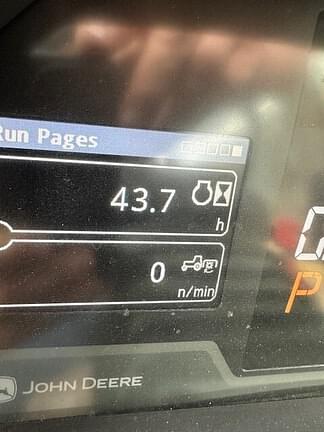 Run Pages
43.7
h
0
n/min
P
JOHN DEERE